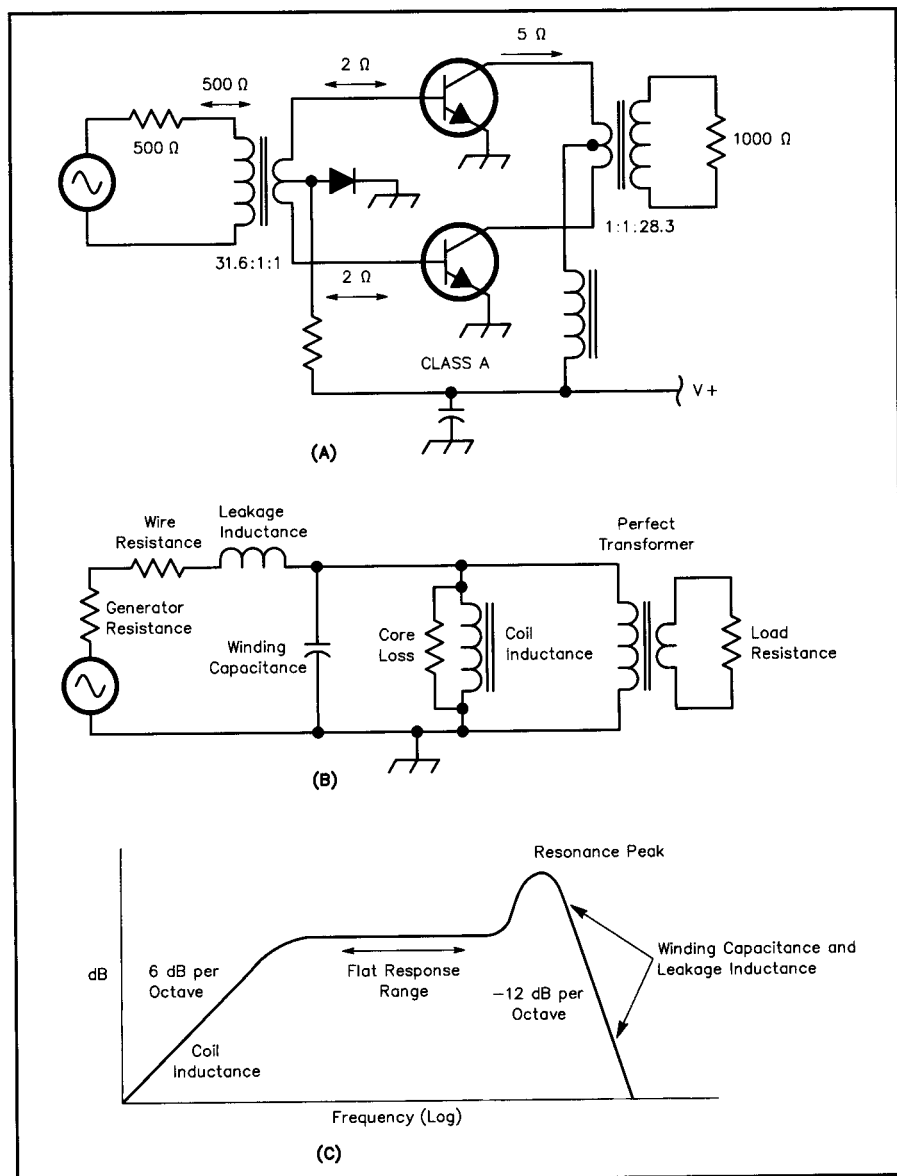 5 Ω
2 Ω
500 Ω
500 Ω
1000 Ω
31.6:1:1
1:1:28.3
2 Ω
CLASS A
V+
(A)
Leakage
Inductance
Wire
Resistance
Perfect
Transformer
Generator
Resistance
Winding
Capacitance
Core
Loss
Coil
Inductance
Load
Resistance
(B)
Resonance Peak
dB
6 dB per
Octave
Flat Response
Range
−12 dB per
Octave
Winding Capacitance and
Leakage Inductance
Coil
Inductance
Frequency (Log)
(C)